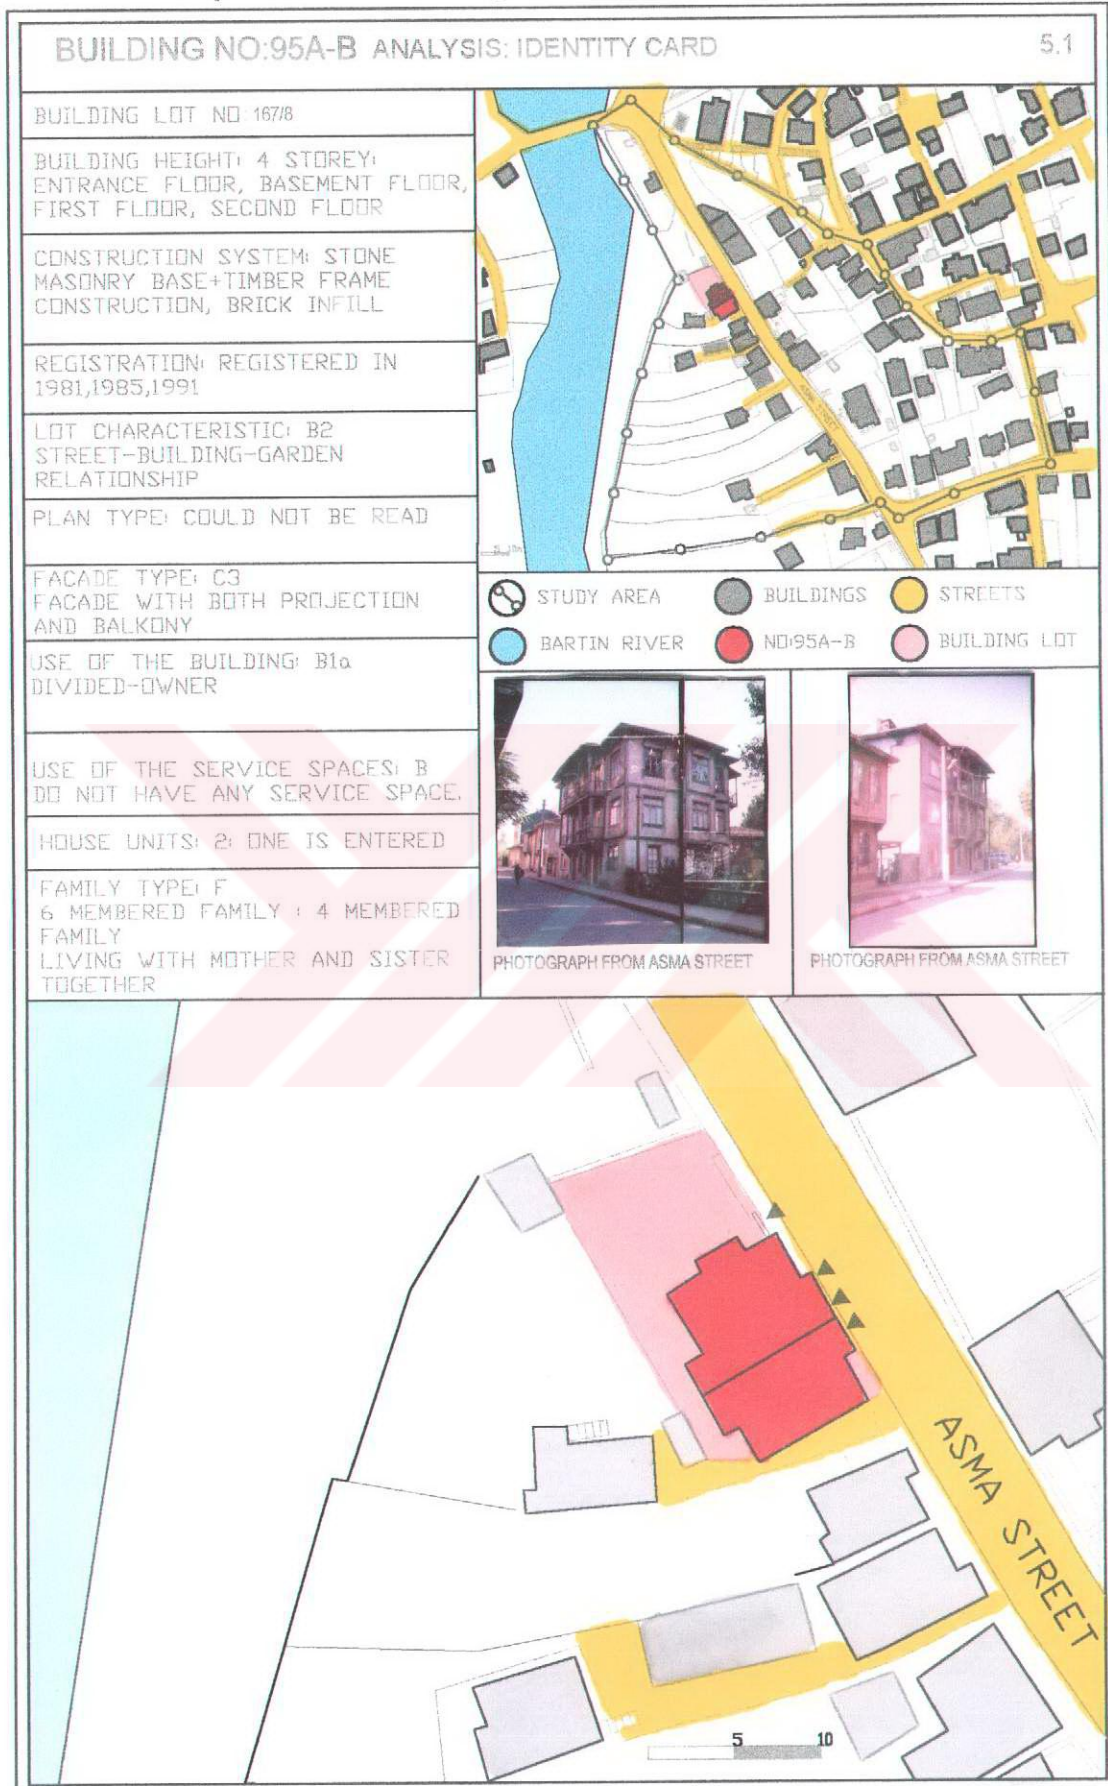 BUILDING NO:95A-B ANALYSIS: IDENTITY CARD
5.1
BUILDING LOT NO 167/8
BUILDING HEIGHT: 4 STOREY:
ENTRANCE FLOOR, BASEMENT FLOOR,
FIRST FLOOR, SECOND FLOOR
CONSTRUCTION SYSTEM: STONE
MASONRY BASE+TIMBER FRAME
CONSTRUCTION, BRICK INFILL
REGISTRATION: REGISTERED IN
1981,1985,1991
LOT CHARACTERISTIC: B2
STREET-BUILDING-GARDEN
RELATIONSHIP
PLAN TYPE: COULD NOT BE READ
FACADE TYPE: C3
FACADE WITH BOTH PROJECTION
AND BALKONY
USE OF THE BUILDING: B1a
DIVIDED-OWNER
USE OF THE SERVICE SPACES: B
DO NOT HAVE ANY SERVICE SPACE.
HOUSE UNITS: 2: ONE IS ENTERED
FAMILY TYPE: F
6 MEMBERED FAMILY : 4 MEMBERED
FAMILY
LIVING WITH MOTHER AND SISTER
TOGETHER
ASMA STREET
STUDY AREA
BUILDINGS
STREETS
BARTIN RIVER
NO:95A-B
BUILDING LOT
PHOTOGRAPH FROM ASMA STREET
PHOTOGRAPH FROM ASMA STREET
ASMA STREET
5 10